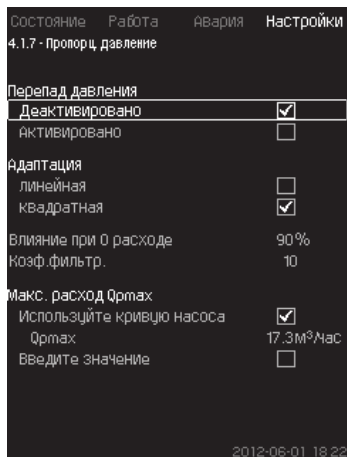 Состояние Работа Авария Настройки
4.1.7 - Пропорц. давление
Перепад давления
Деактивировано
Активировано
Адаптация
линейная
квадратная
Влияние при 0 расходе 90%
Коэф.фильтр. 10
Макс. расход Qpmax
Используйте кривую насоса
Qpmax 17.3м³/час
Введите значение
2012-06-01 18:22